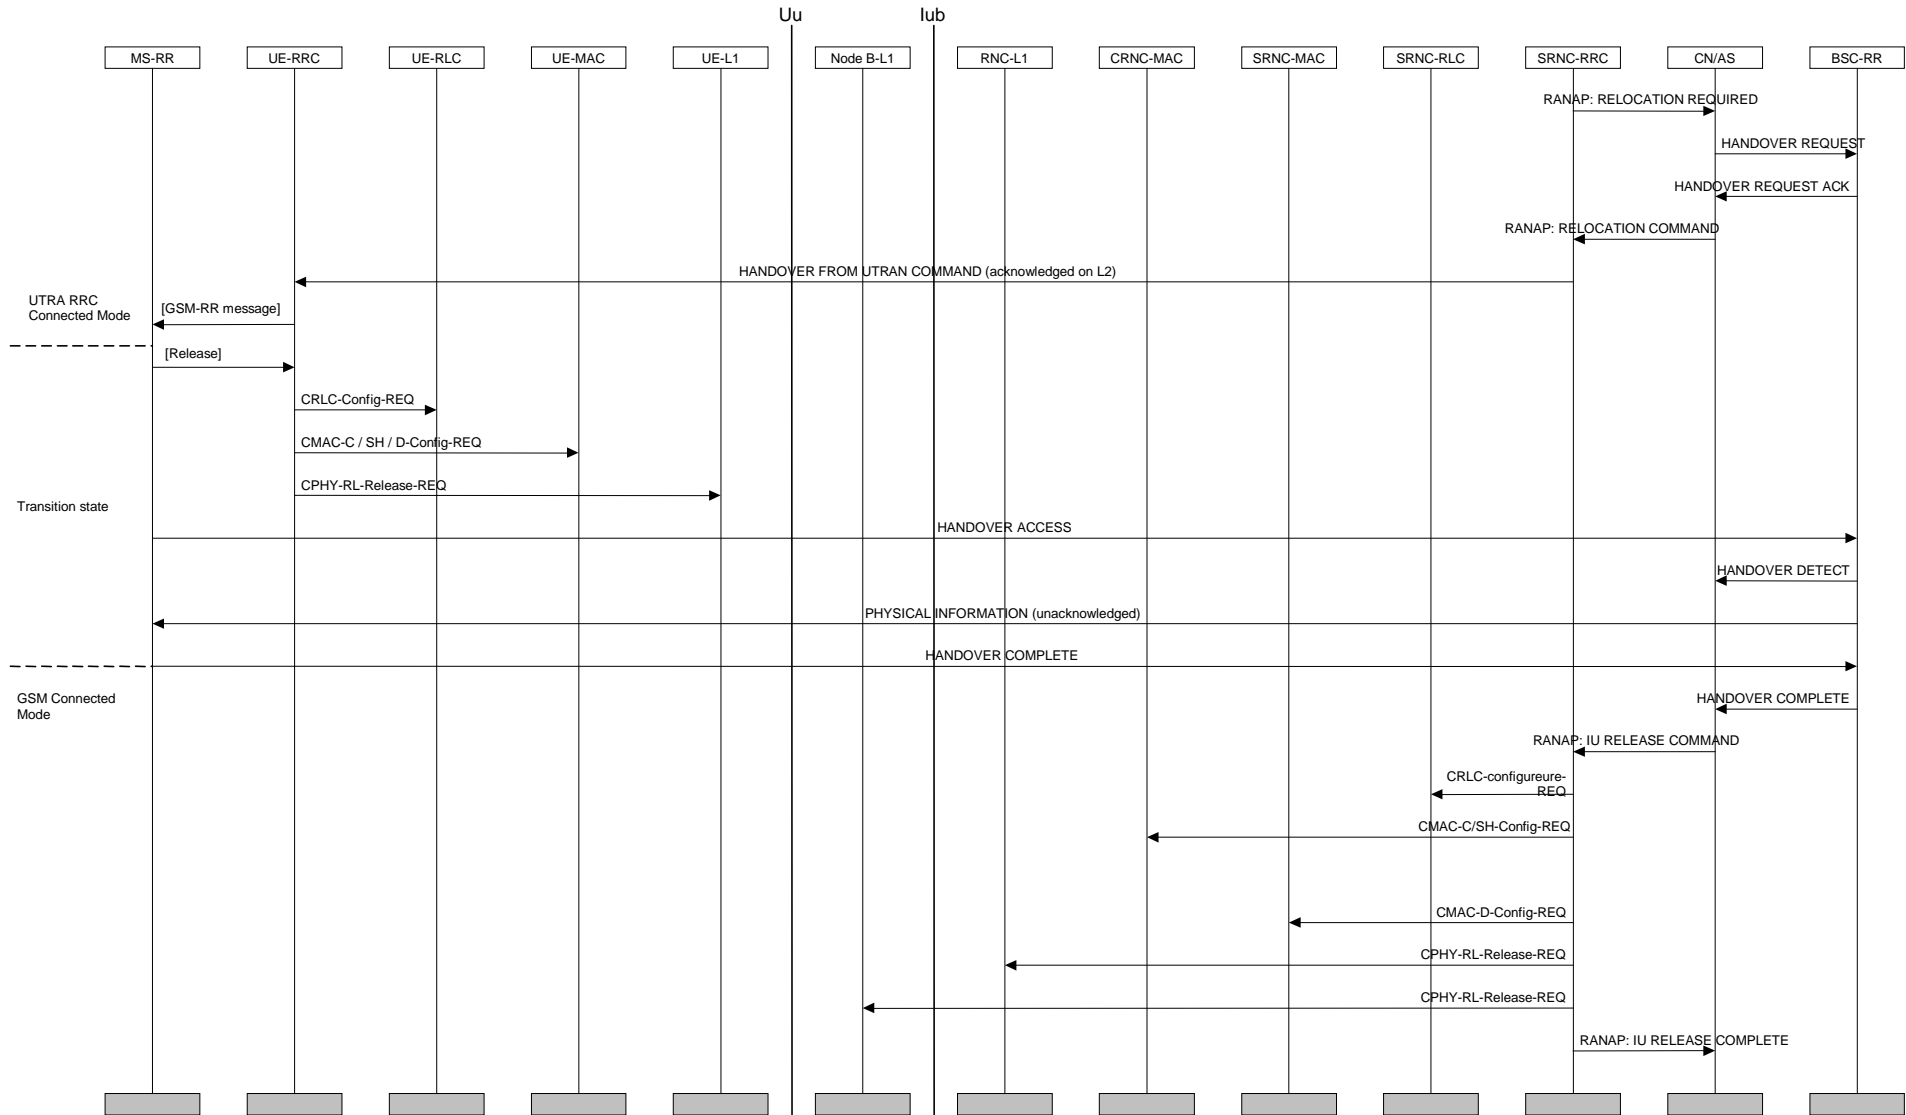 Uu
Iub
MS-RR
UE-RRC
UE-RLC
UE-MAC
UE-L1
Node B-L1
RNC-L1
CRNC-MAC
SRNC-MAC
SRNC-RLC
SRNC-RRC
CN/AS
BSC-RR
RANAP: RELOCATION REQUIRED
HANDOVER REQUEST
HANDOVER REQUEST ACK
RANAP: RELOCATION COMMAND
HANDOVER FROM UTRAN COMMAND (acknowledged on L2)
UTRA RRC
Connected Mode
[GSM-RR message]
[Release]
CRLC-Config-REQ
CMAC-C / SH / D-Config-REQ
CPHY-RL-Release-REQ
Transition state
HANDOVER ACCESS
HANDOVER DETECT
PHYSICAL INFORMATION (unacknowledged)
HANDOVER COMPLETE
GSM Connected
Mode
HANDOVER COMPLETE
RANAP: IU RELEASE COMMAND
CRLC-configureure-
REQ
CMAC-C/SH-Config-REQ
CMAC-D-Config-REQ
CPHY-RL-Release-REQ
CPHY-RL-Release-REQ
RANAP: IU RELEASE COMPLETE